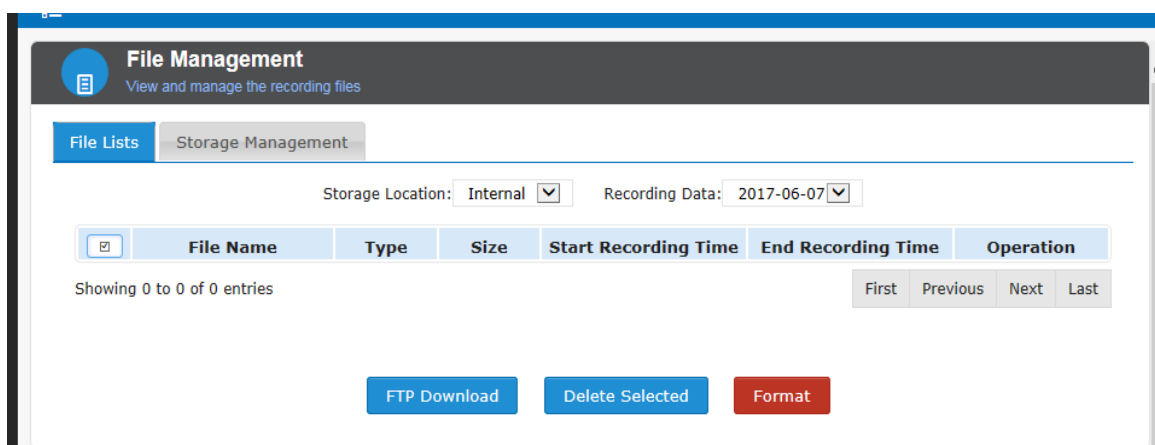 File Management
View and manage the recording files
File Lists Storage Management
Storage Location: Internal Recording Data: 2017-06-07
File Name Type Size Start Recording Time End Recording Time Operation
Showing 0 to 0 of 0 entries First Previous Next Last
FTP Download Delete Selected Format